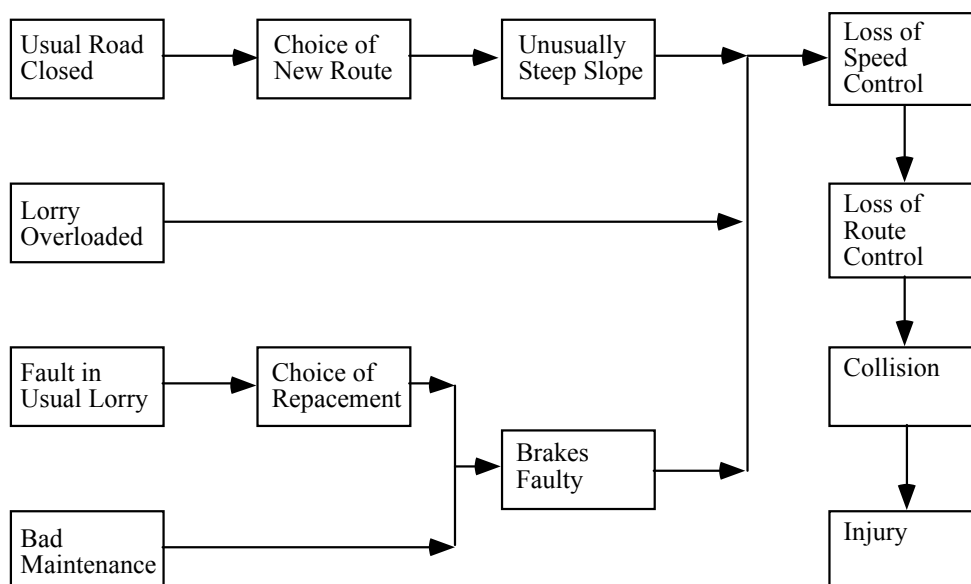 Usual Road
Closed
Choice of
New Route
Unusually
Steep Slope
Loss of
Speed
Control
Lorry
Overloaded
Loss of
Route
Control
Fault in
Usual Lorry
Choice of
Repacement
Collision
Brakes
Faulty
Bad
Maintenance
Injury